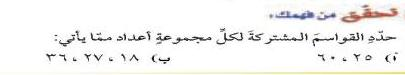 تحقق من فهمك:
حدّدِ القواسمَ المشتركةَ لكلِّ مجموعةِ أعداد ممّا يأتي:
أ) ٢٥ ، ٦٠ ب) ١٨ ، ٢٧ ، ٣٦